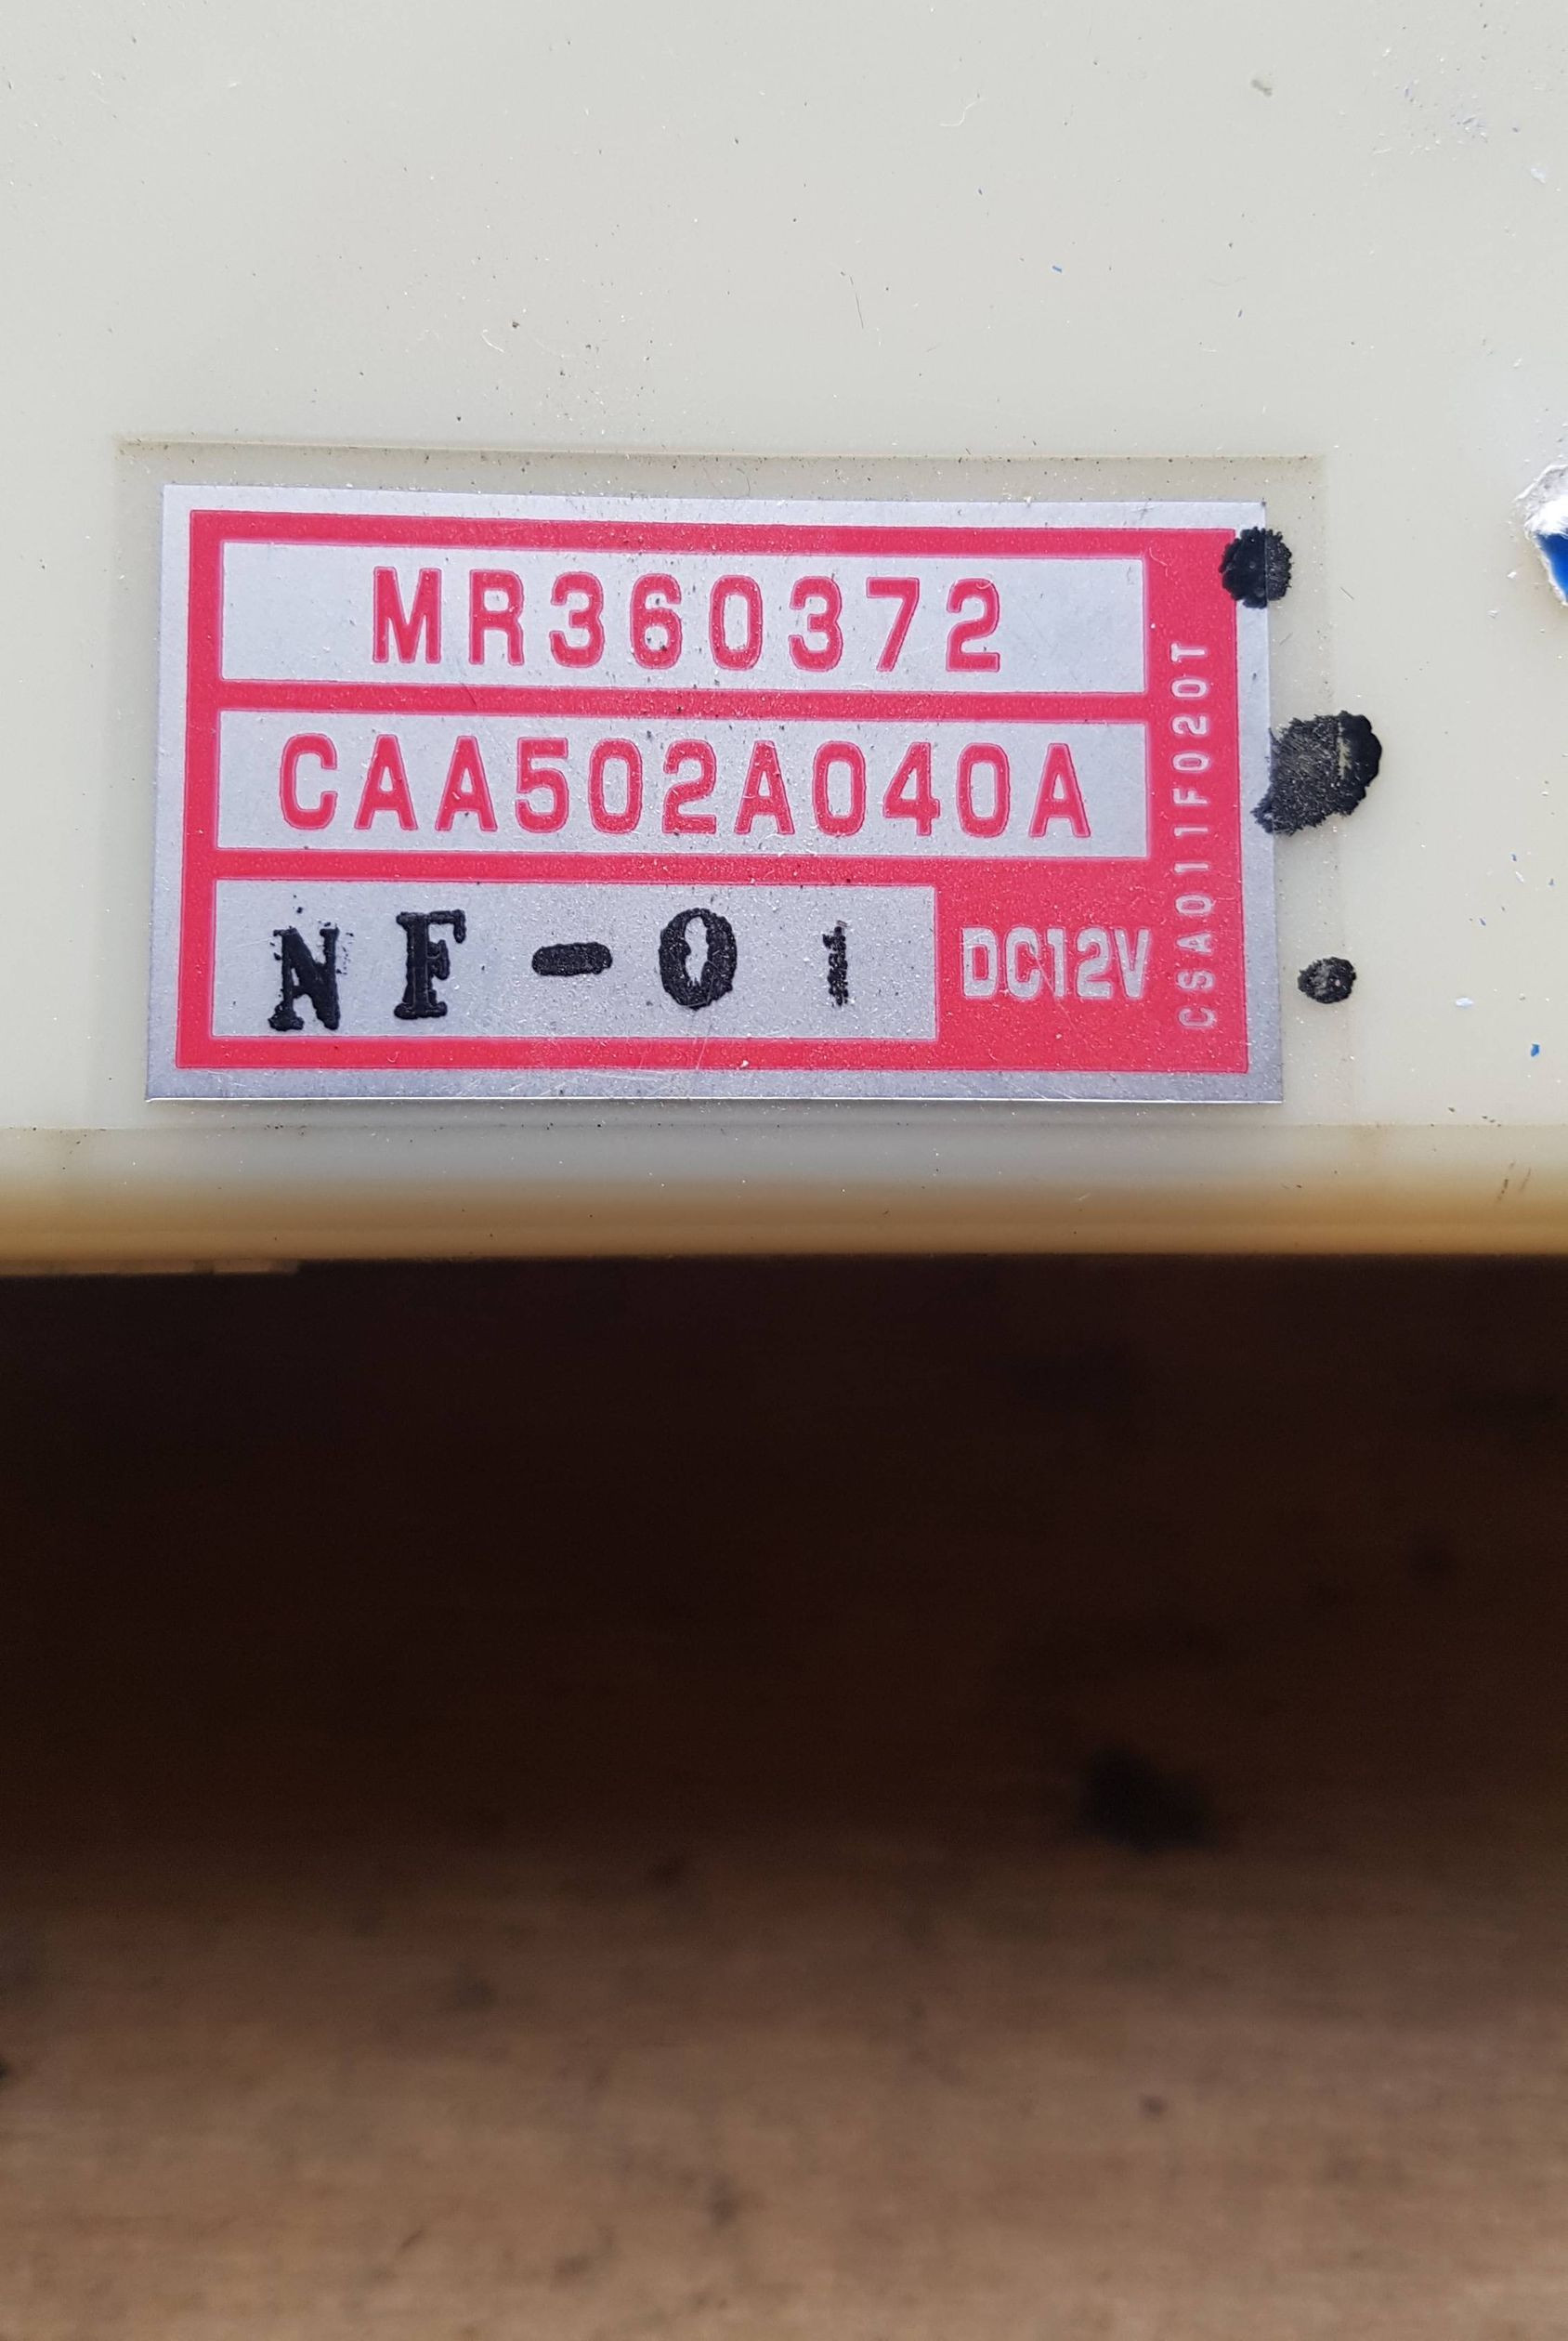 MR360372
CAA502A040A
NF-01
DC12V
CSA011F020T